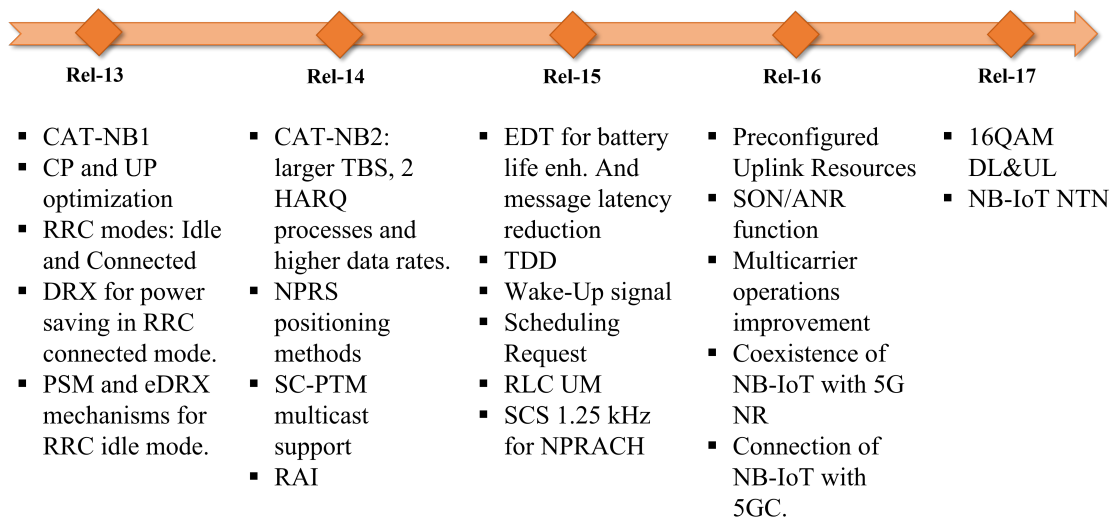 Rel-13
Rel-14
Rel-15
Rel-16
Rel-17
▪ CAT-NB1
▪ CP and UP
optimization
▪ RRC modes: Idle
and Connected
▪ DRX for power
saving in RRC
connected mode.
▪ PSM and eDRX
mechanisms for
RRC idle mode.
▪ CAT-NB2:
larger TBS, 2
HARQ
processes and
higher data rates.
▪ NPRS
positioning
methods
▪ SC-PTM
multicast
support
▪ RAI
▪ EDT for battery
life enh. And
message latency
reduction
▪ TDD
▪ Wake-Up signal
▪ Scheduling
Request
▪ RLC UM
▪ SCS 1.25 kHz
for NPRACH
▪ Preconfigured
Uplink Resources
▪ SON/ANR
function
▪ Multicarrier
operations
improvement
▪ Coexistence of
NB-IoT with 5G
NR
▪ Connection of
NB-IoT with
5GC.
▪ 16QAM
DL&UL
▪ NB-IoT NTN